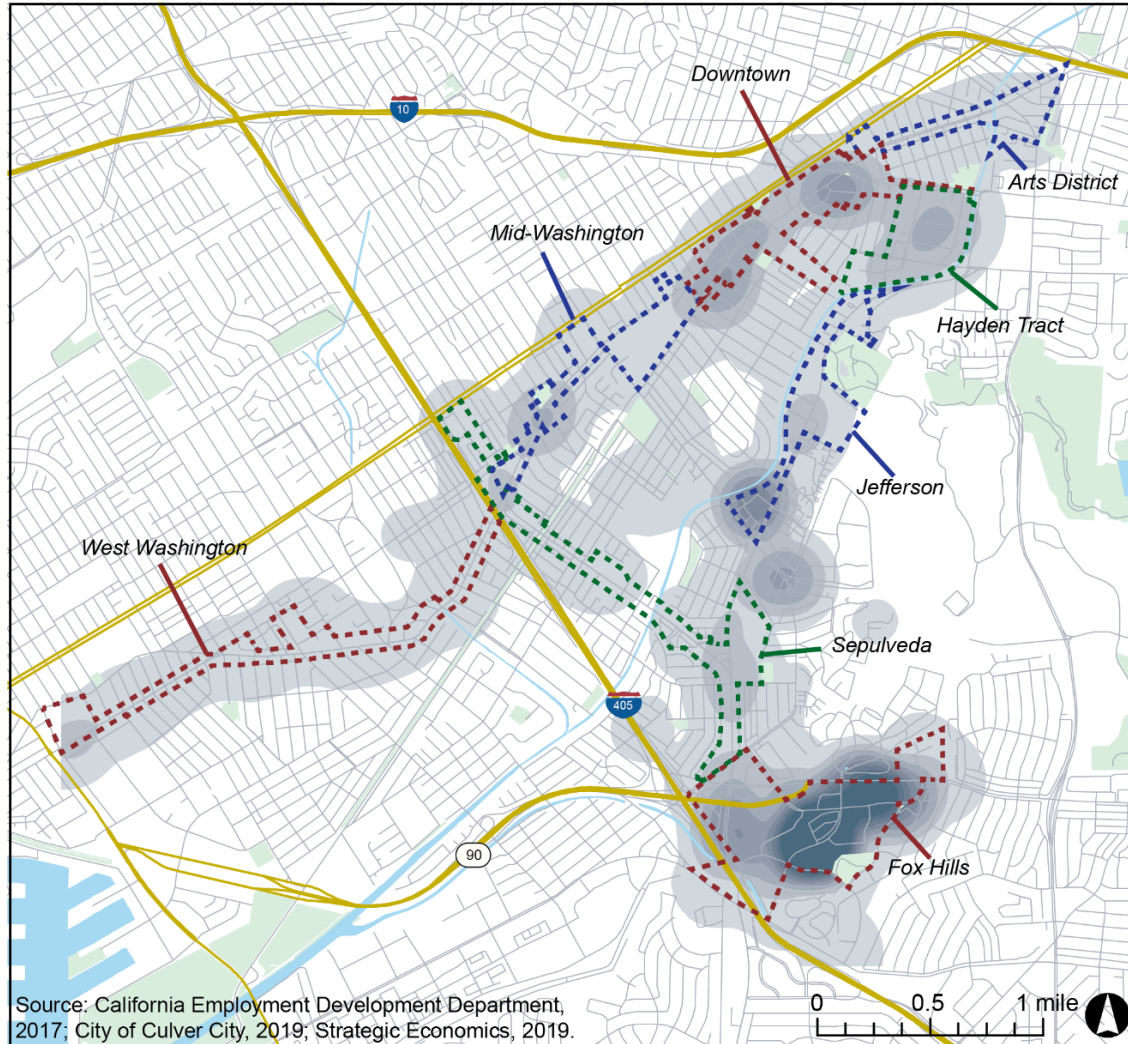 Downtown
10
Arts District
Mid-Washington
Hayden Tract
Jefferson
West Washington
Sepulveda
405
90
Fox Hills
Source: California Employment Development Department,
2017; City of Culver City, 2019; Strategic Economics, 2019.
0 0.5 1 mile